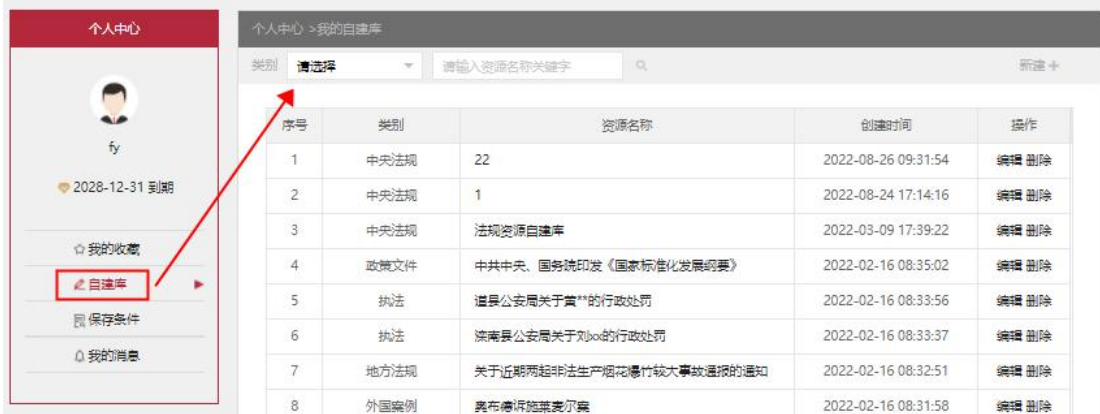 个人中心
fy
2028-12-31 到期
我的收藏
自建库
保存条件
我的消息
个人中心 >我的自建库
类别 请选择 请输入资源名称关键字 新建+
序号 类别 资源名称 创建时间 操作
1 中央法规 22 2022-08-26 09:31:54 编辑 删除
2 中央法规 1 2022-08-24 17:14:16 编辑 删除
3 中央法规 法规资源自建库 2022-03-09 17:39:22 编辑 删除
4 政策文件 中共中央、国务院印发《国家标准化发展纲要》 2022-02-16 08:35:02 编辑 删除
5 执法 道县公安局关于黄**的行政处罚 2022-02-16 08:33:56 编辑 删除
6 执法 滦南县公安局关于刘xx的行政处罚 2022-02-16 08:33:37 编辑 删除
7 地方法规 关于近期两起非法生产烟花爆竹较大事故通报的通知 2022-02-16 08:32:51 编辑 删除
8 外国案例 奥布德诉施莱麦尔案 2022-02-16 08:31:58 编辑 删除